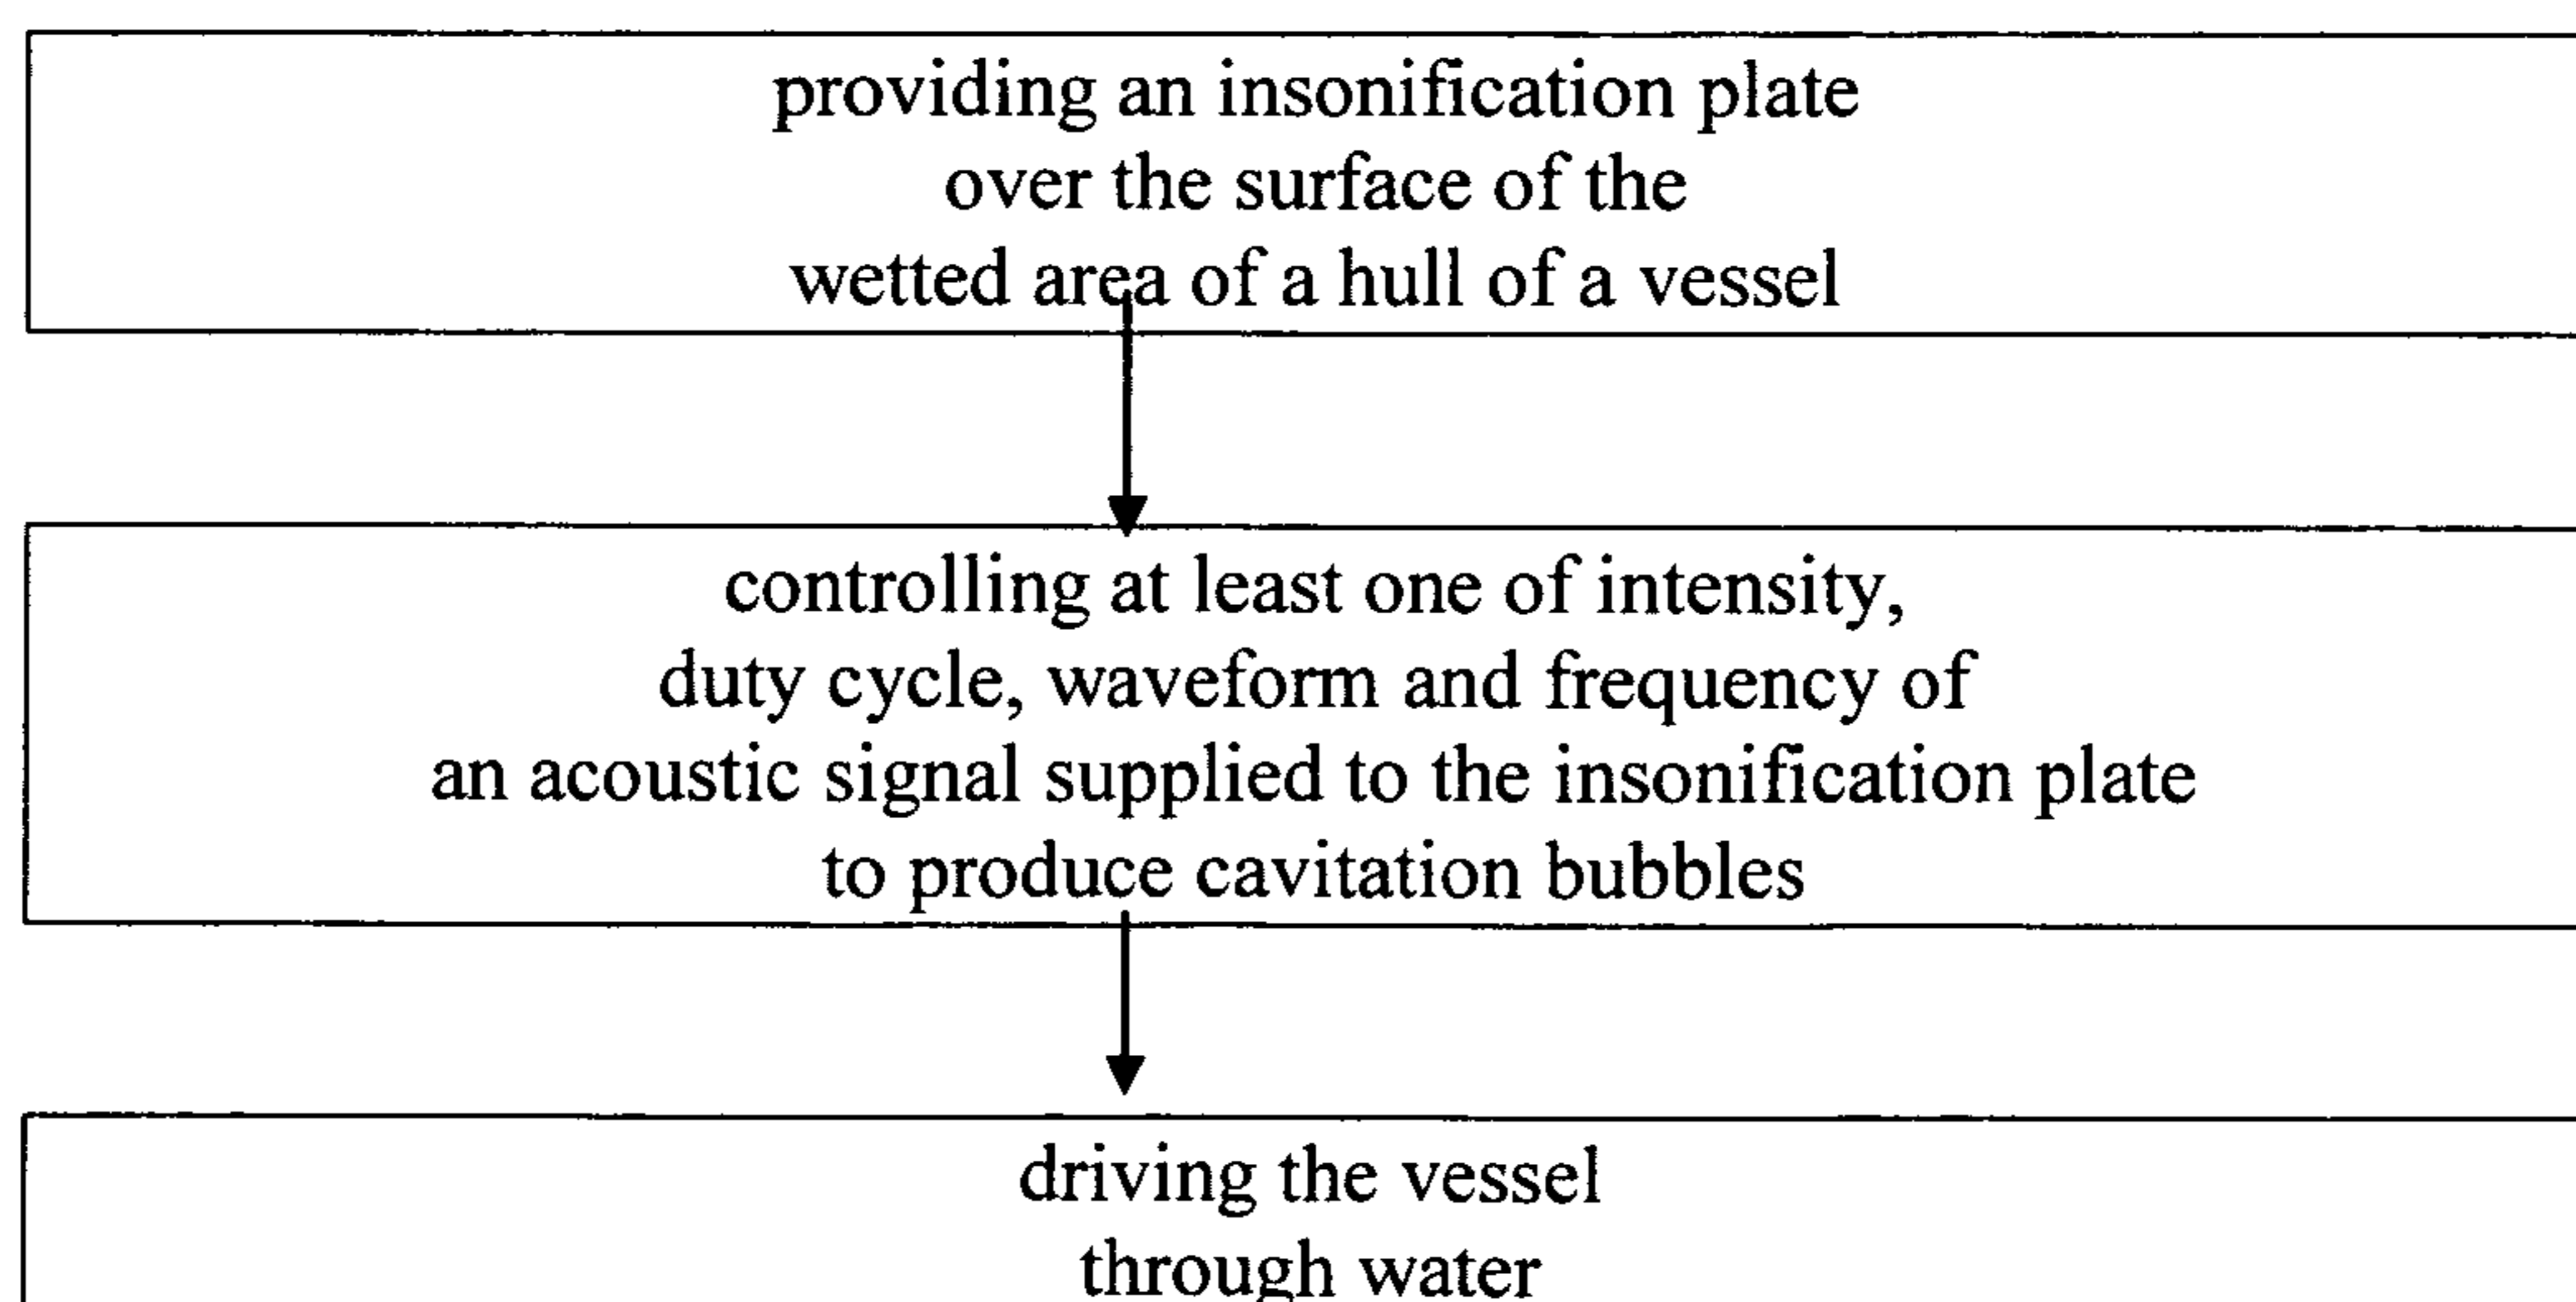 providing an insonification plate
over the surface of the
wetted area of a hull of a vessel
controlling at least one of intensity,
duty cycle, waveform and frequency of
an acoustic signal supplied to the insonification plate
to produce cavitation bubbles
driving the vessel
through water